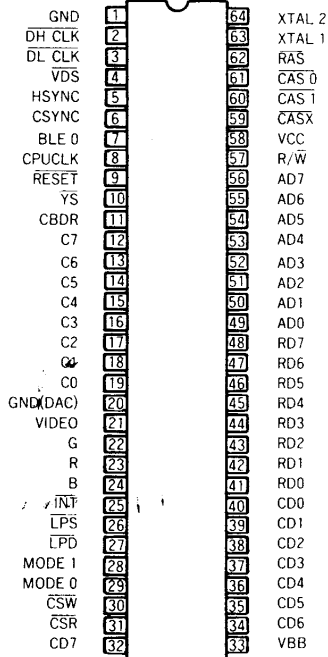 GND 1 64 XTAL 2
DH CLK 2 63 XTAL 1
DL CLK 3 62 RAS
VDS 4 61 CAS 0
HSYNC 5 60 CAS 1
CSYNC 6 59 CASX
BLE 0 7 58 VCC
CPUCLK 8 57 R/W
RESET 9 56 AD7
YS 10 55 AD6
CBDR 11 54 AD5
C7 12 53 AD4
C6 13 52 AD3
C5 14 51 AD2
C4 15 50 AD1
C3 16 49 AD0
C2 17 48 RD7
C1 18 47 RD6
C0 19 46 RD5
GND(DAC) 20 45 RD4
VIDEO 21 44 RD3
G 22 43 RD2
R 23 42 RD1
B 24 41 RD0
INT 25 40 CD0
LPS 26 39 CD1
LPD 27 38 CD2
MODE 1 28 37 CD3
MODE 0 29 36 CD4
CSW 30 35 CD5
CSR 31 34 CD6
CD7 32 33 VBB